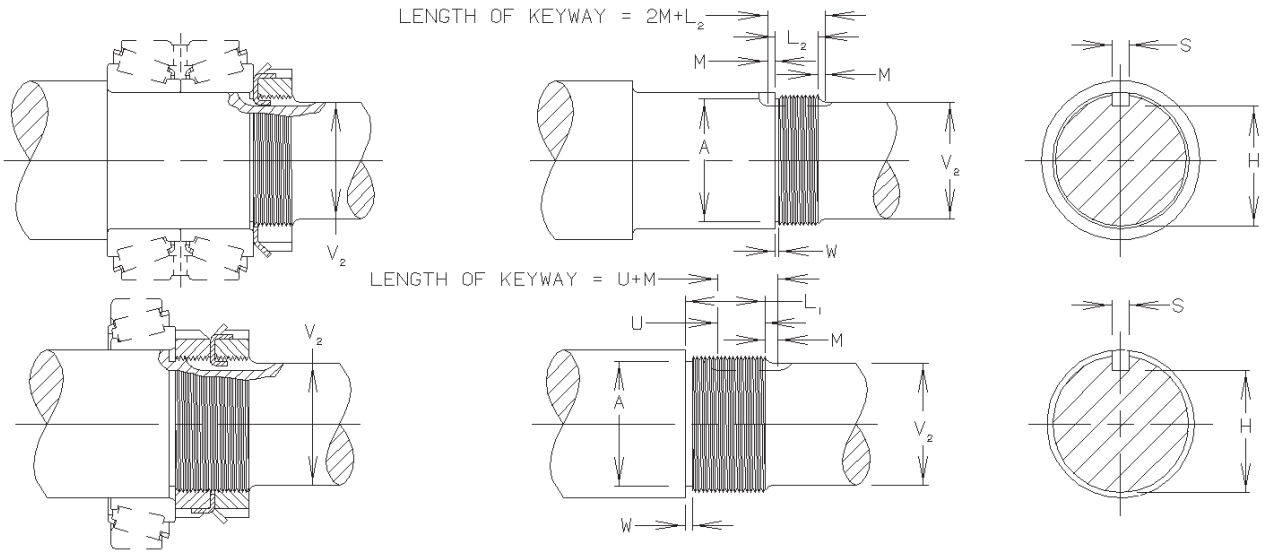 LENGTH OF KEYWAY = 2M+L₂
L₂
S
M
M
A
V₂
H
V₂
W
LENGTH OF KEYWAY = U+M
L₁
S
V₂
U
M
A
V₂
H
W